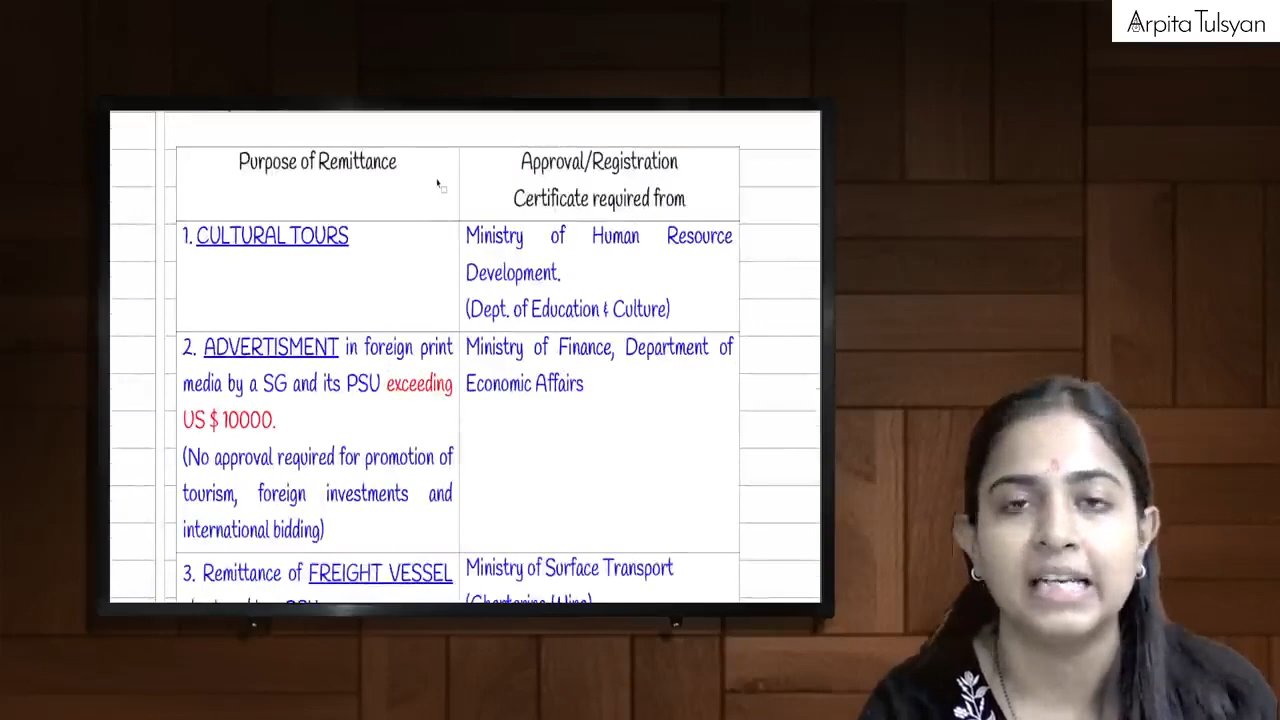 Arpita Tulsyan
Purpose of Remittance
Approval/Registration
Certificate required from
1. CULTURAL TOURS
Ministry of Human Resource
Development.
(Dept. of Education & Culture)
2. ADVERTISMENT in foreign print
media by a SG and its PSU exceeding
US $ 10000.
(No approval required for promotion of
tourism, foreign investments and
international bidding)
Ministry of Finance, Department of
Economic Affairs
3. Remittance of FREIGHT VESSEL
Ministry of Surface Transport
(Chartering Wing)